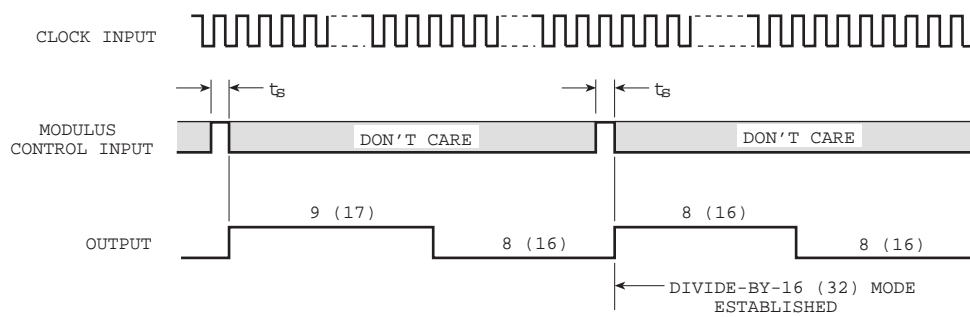 CLOCK INPUT
ts
ts
MODULUS
CONTROL INPUT
DON'T CARE
DON'T CARE
9 (17)
8 (16)
OUTPUT
8 (16)
8 (16)
DIVIDE-BY-16 (32) MODE
ESTABLISHED